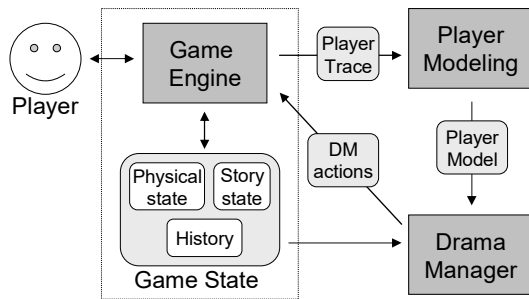 Player
Game
Engine
Player
Trace
Player
Modeling
Player
Model
DM
actions
Physical
state
Story
state
History
Game State
Drama
Manager